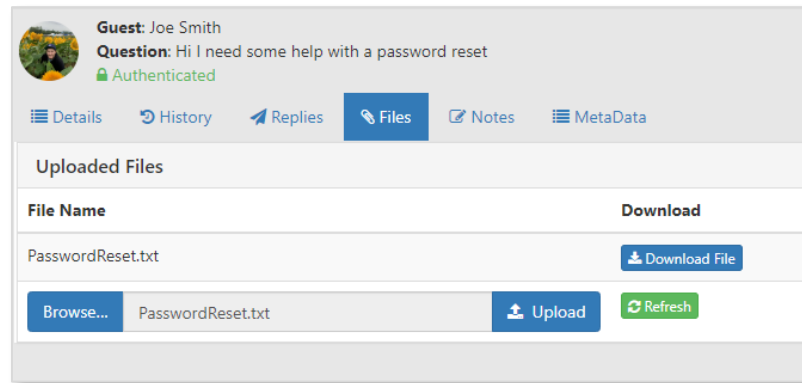 Guest: Joe Smith
Question: Hi I need some help with a password reset
Authenticated
Details History Replies Files Notes MetaData
Uploaded Files
File Name Download
PasswordReset.txt Download File
Browse... PasswordReset.txt Upload Refresh